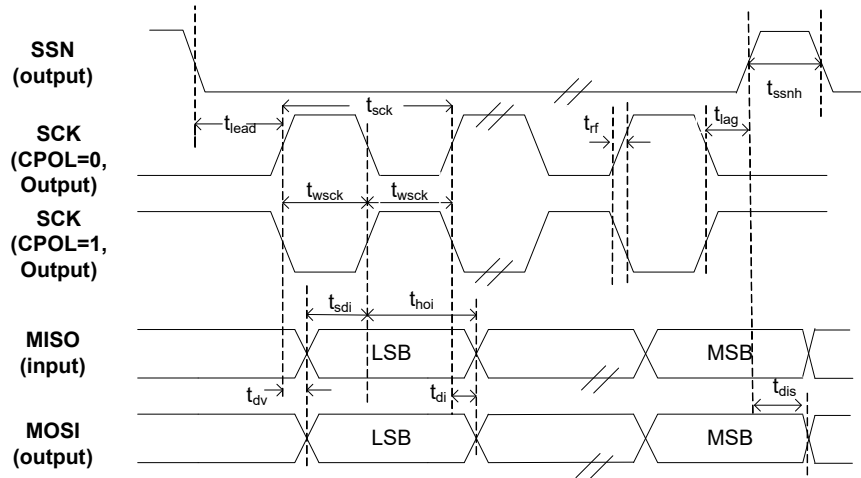 SSN
(output)
t_ssnh
t_sck
t_lead
t_rf
t_lag
SCK
(CPOL=0,
Output)
t_wsck t_wsck
SCK
(CPOL=1,
Output)
t_sdi t_hoi
MISO
(input)
LSB MSB
t_dv t_di t_dis
MOSI
(output)
LSB MSB